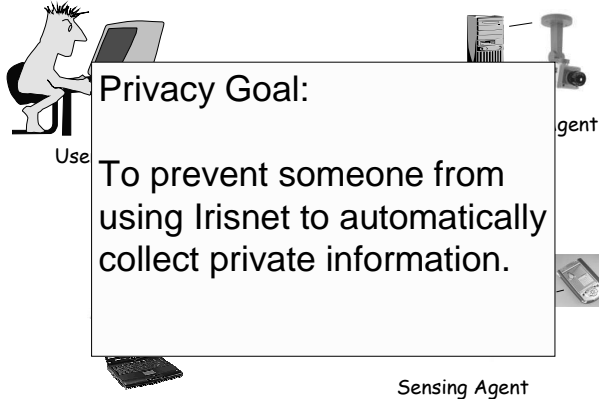 Privacy Goal:
gent
Use
To prevent someone from
using Irisnet to automatically
collect private information.
Sensing Agent